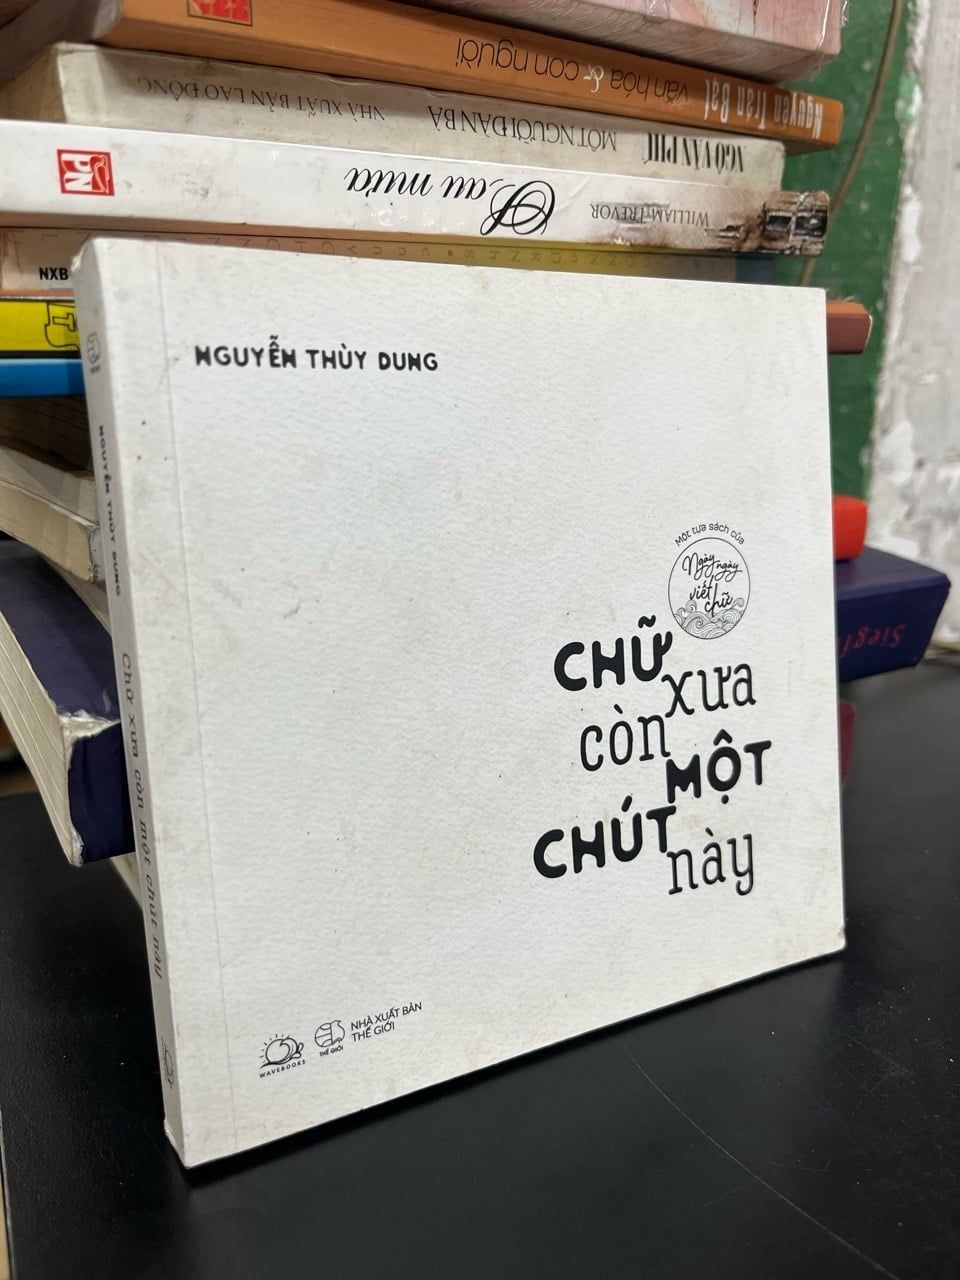 Nguyễn Trần Bạt văn hóa & con người
NGÔ VĂN PHÚ MỘT NGƯỜI ĐÀN BÀ NHÀ XUẤT BẢN LAO ĐỘNG
WILLIAM TREVOR Sau mưa
PN
NXB
NGUYỄN THÙY DUNG
Một tựa sách của
Ngày ngày
viết chữ
CHỮ
xưa
còn
MỘT
CHÚT
này
WAVEBOOKS
THẾ GIỚI
NHÀ XUẤT BẢN
THẾ GIỚI
NGUYỄN THÙY DUNG Chữ xưa còn một chút này